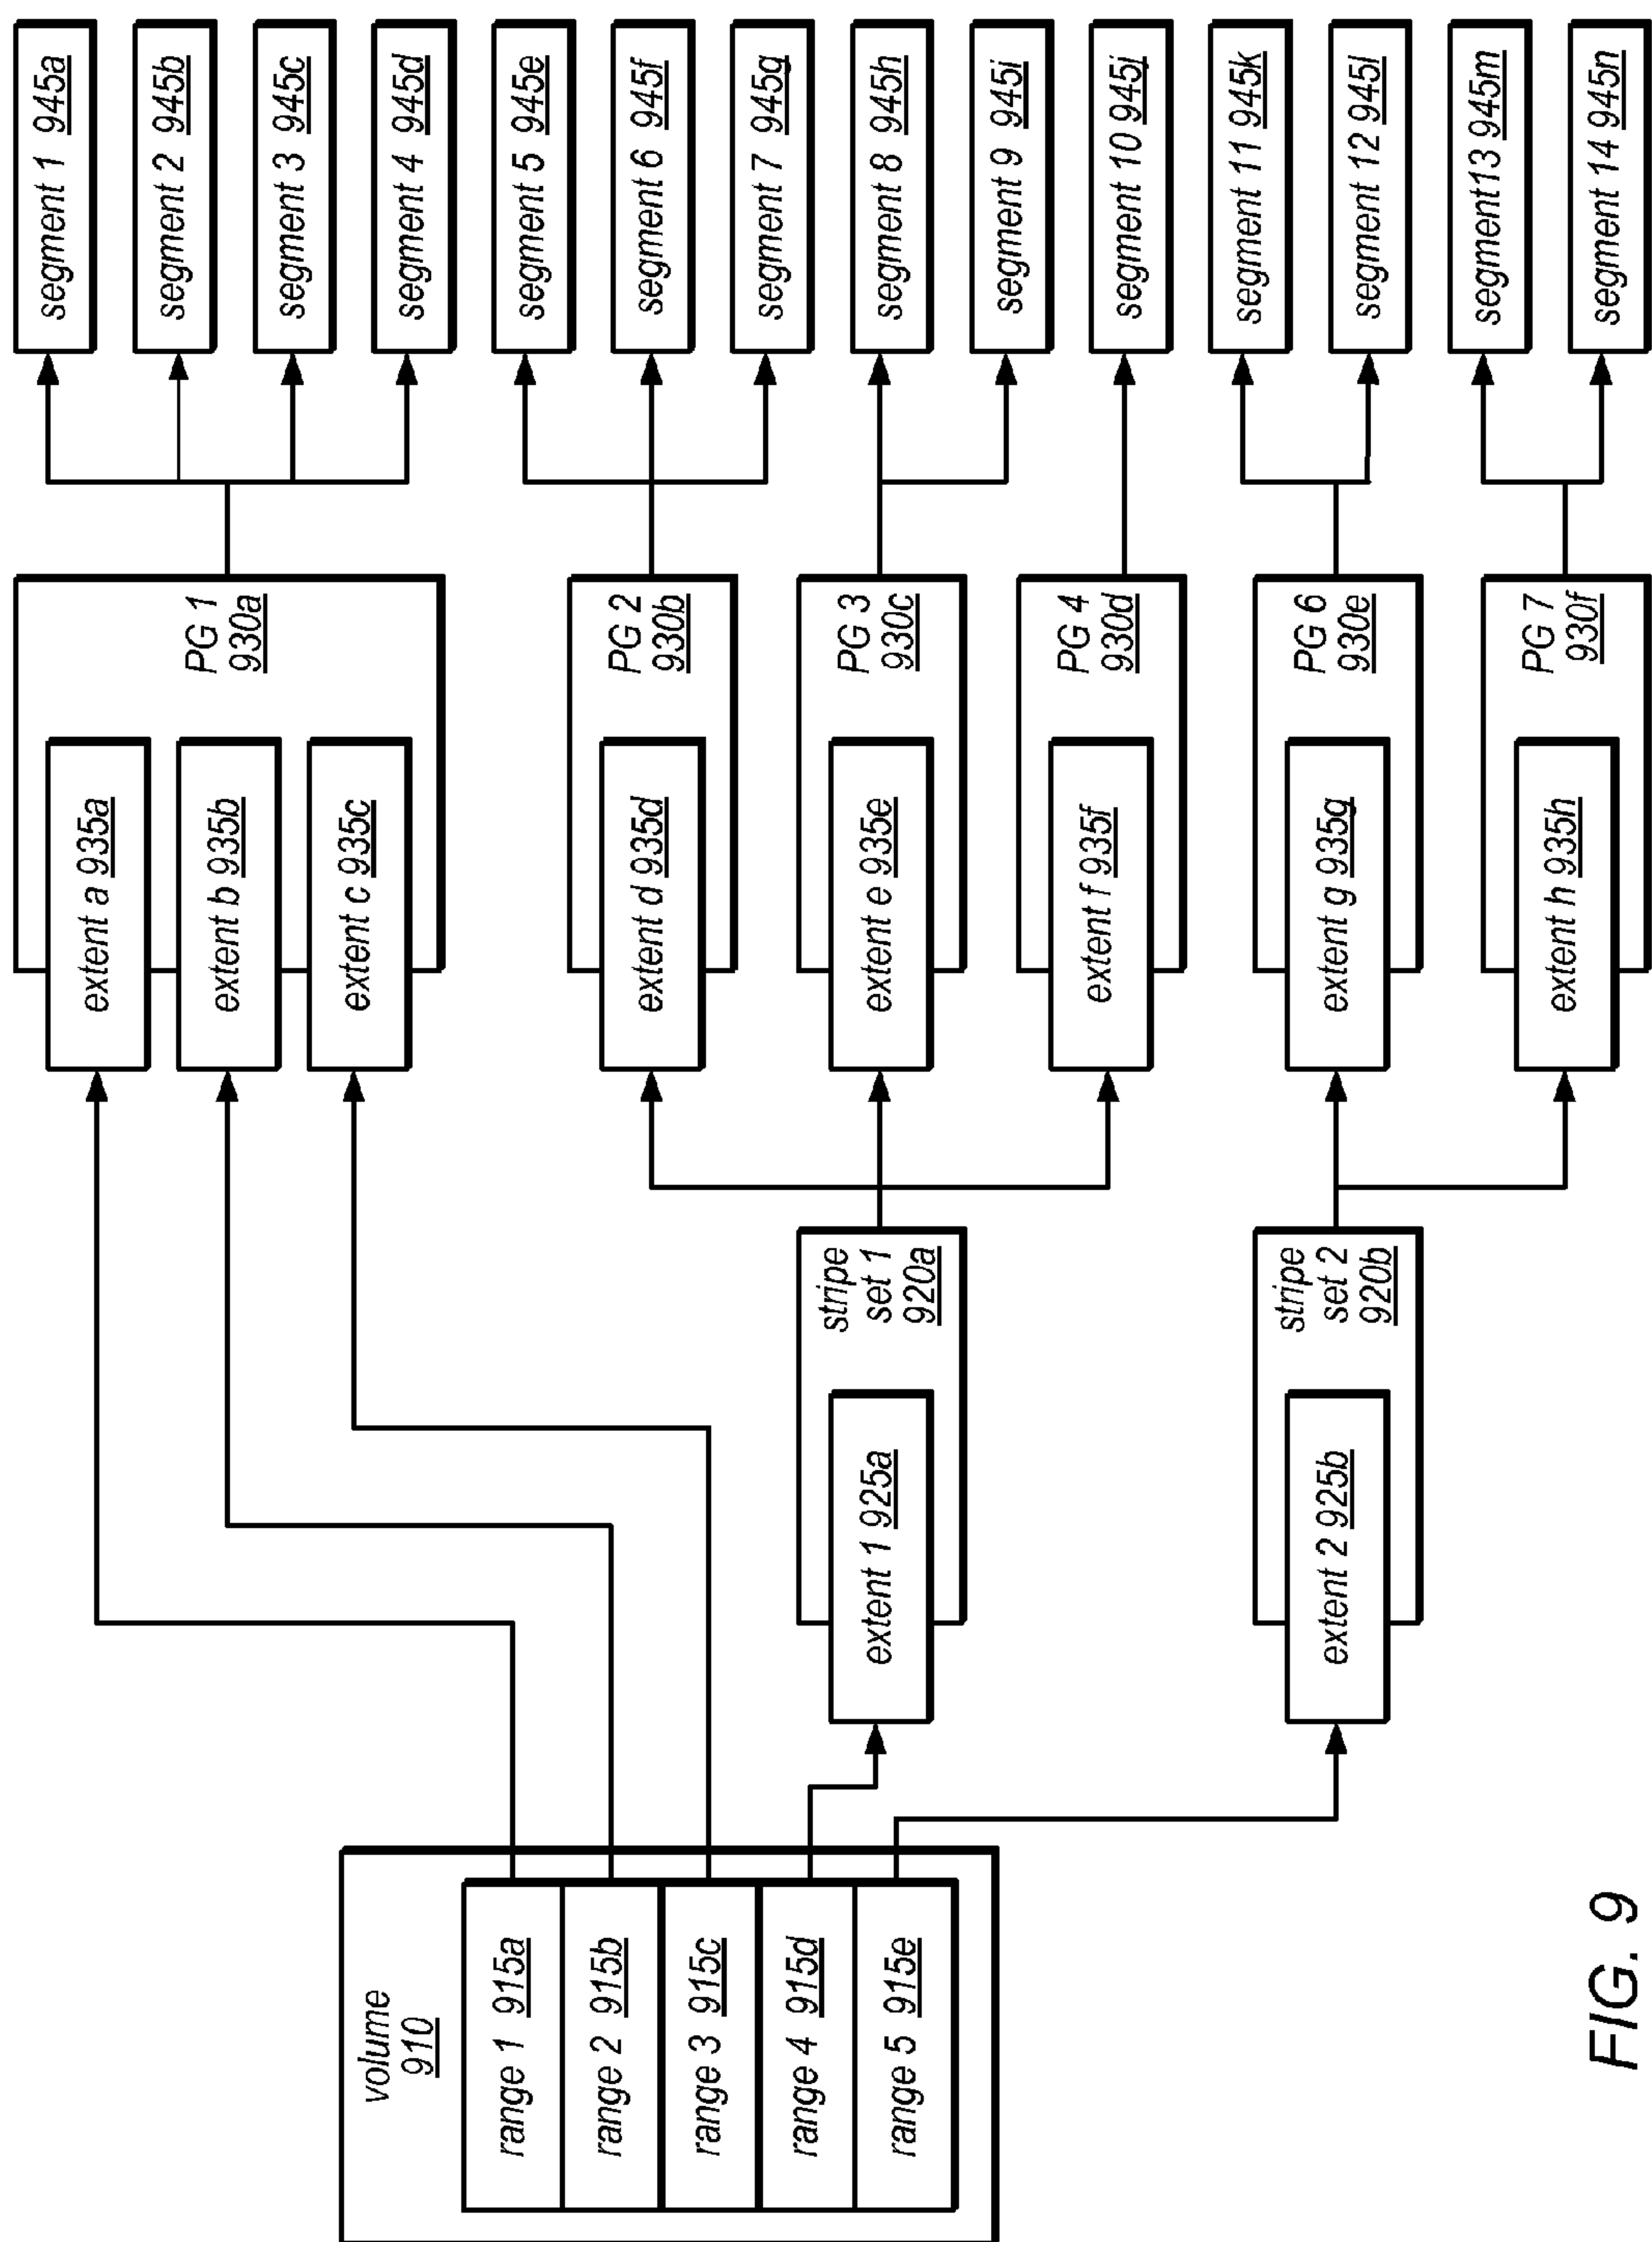 volume
910
range 1 915a
range 2 915b
range 3 915c
range 4 915d
range 5 915e
extent 1 925a
stripe
set 1
920a
extent 2 925b
stripe
set 2
920b
extent a 935a
extent b 935b
extent c 935c
PG 1
930a
extent d 935d
PG 2
930b
extent e 935e
PG 3
930c
extent f 935f
PG 4
930d
extent g 935g
PG 6
930e
extent h 935h
PG 7
930f
segment 1 945a
segment 2 945b
segment 3 945c
segment 4 945d
segment 5 945e
segment 6 945f
segment 7 945g
segment 8 945h
segment 9 945i
segment 10 945j
segment 11 945k
segment 12 945l
segment13 945m
segment 14 945n
FIG. 9